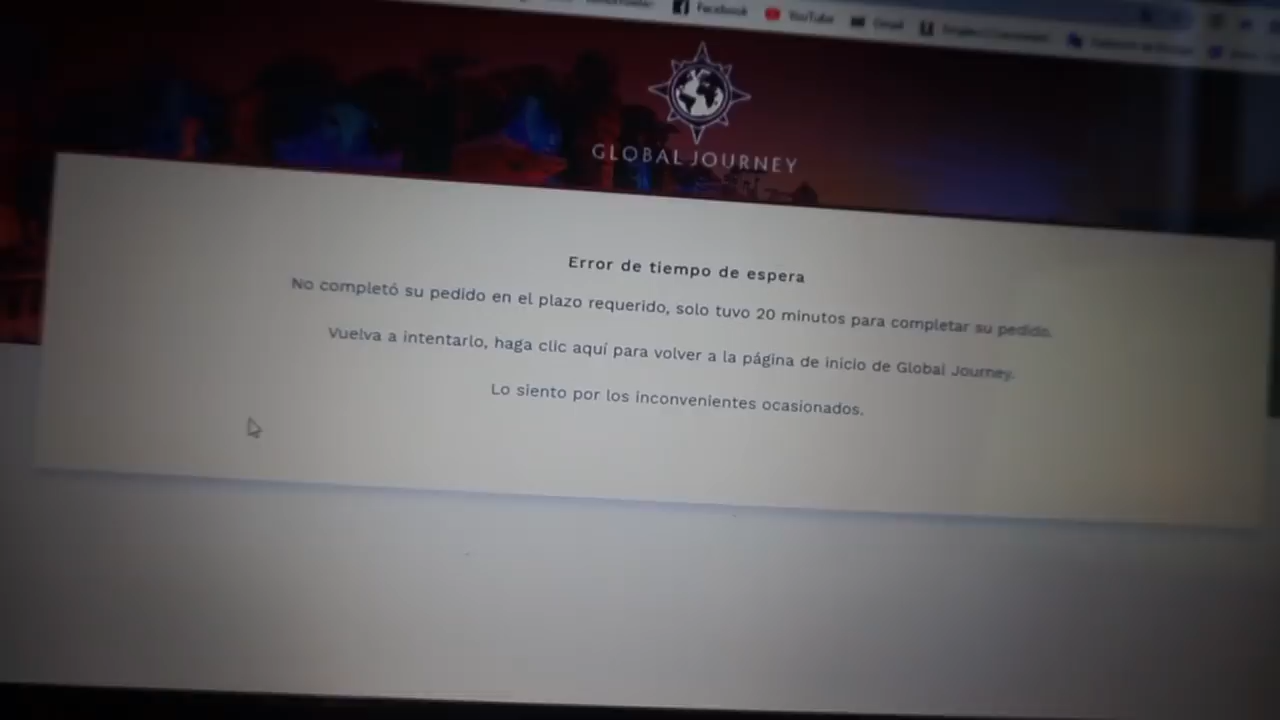 Facebook
YouTube
Gmail
GLOBAL JOURNEY
Error de tiempo de espera
No completó su pedido en el plazo requerido, solo tuvo 20 minutos para completar su pedido.
Vuelva a intentarlo, haga clic aquí para volver a la página de inicio de Global Journey.
Lo siento por los inconvenientes ocasionados.